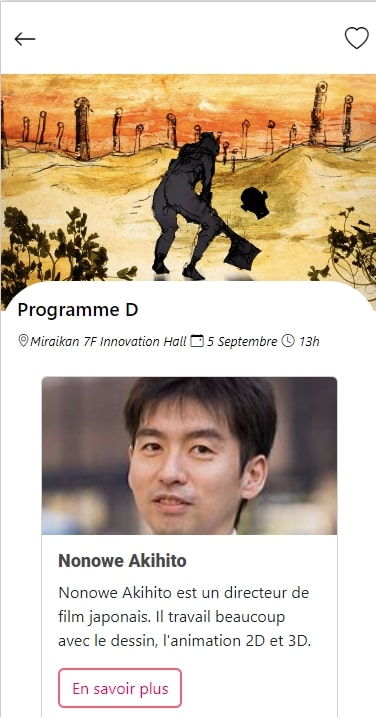 Programme D
Miraikan 7F Innovation Hall 5 Septembre 13h
Nonowe Akihito
Nonowe Akihito est un directeur de
film japonais. Il travail beaucoup
avec le dessin, l'animation 2D et 3D.
En savoir plus